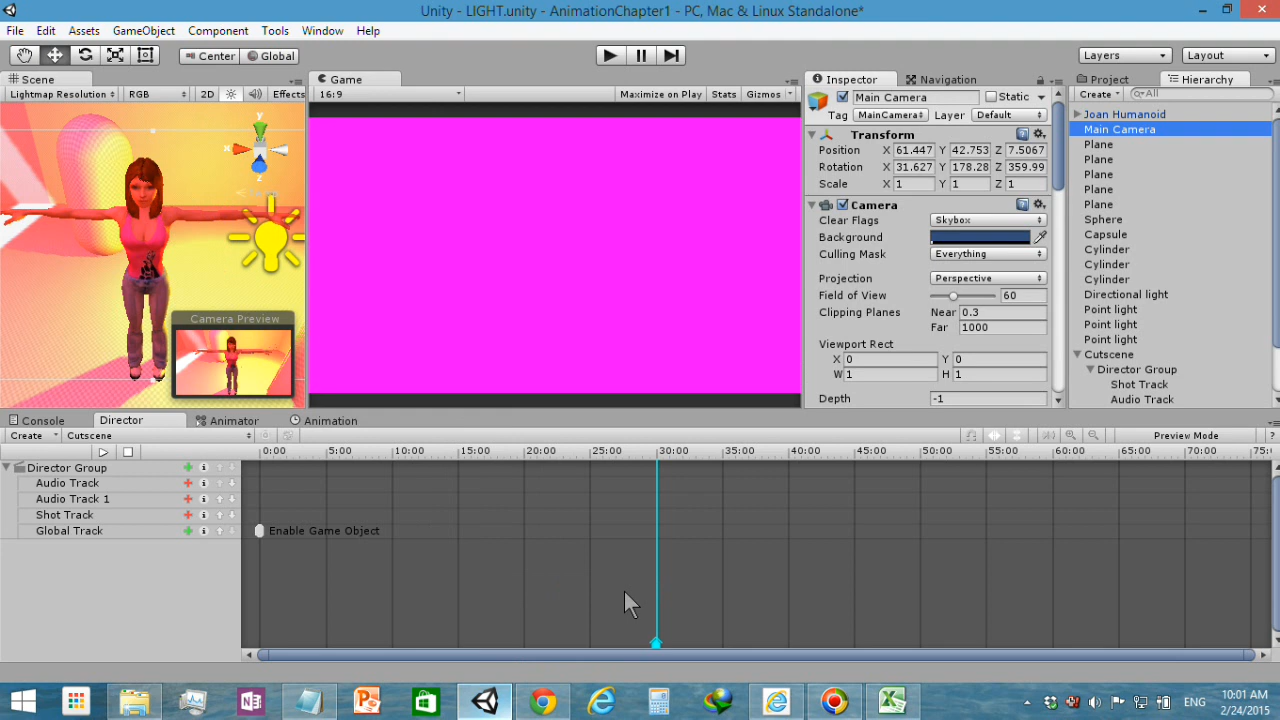 Unity - LIGHT.unity - AnimationChapter1 - PC, Mac & Linux Standalone*
File Edit Assets GameObject Component Tools Window Help
Center Global Layers Layout
Scene Game Inspector Navigation Project Hierarchy
Lightmap Resolution RGB 2D Effects 16:9 Maximize on Play Stats Gizmos Main Camera Static Create All
Tag MainCamera Layer Default
Joan Humanoid
Transform
Main Camera
Position X 61.447 Y 42.753 Z 7.5067
Plane
Rotation X 31.627 Y 178.28 Z 359.99
Plane
Scale X 1 Y 1 Z 1
Plane
Camera
Plane
Plane
Clear Flags Skybox
Sphere
Background
Capsule
Culling Mask Everything
Cylinder
Cylinder
Projection Perspective
Cylinder
Field of View 60
Directional light
Clipping Planes Near 0.3
Point light
Far 1000
Point light
Viewport Rect
Point light
X 0 Y 0
Cutscene
W 1 H 1
Director Group
Shot Track
Depth -1
Audio Track
y
x
z
Camera Preview
Console Director Animator Animation
Create Cutscene Preview Mode ?
0:00 5:00 10:00 15:00 20:00 25:00 30:00 35:00 40:00 45:00 50:00 55:00 60:00 65:00 70:00 75:0
Director Group
Audio Track
Audio Track 1
Shot Track
Global Track Enable Game Object
ENG
10:01 AM
2/24/2015